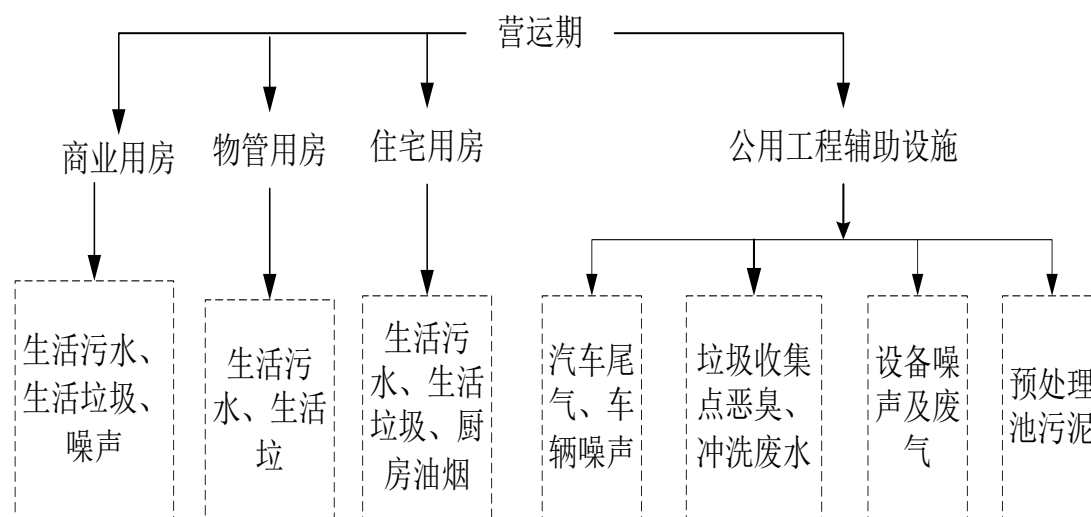 营运期
商业用房
物管用房
住宅用房
公用工程辅助设施
生活污水、
生活垃圾、
噪声
生活污
水、生活
垃
生活污
水、生活
垃圾、厨
房油烟
汽车尾
气、车
辆噪声
垃圾收集
点恶臭、
冲洗废水
设备噪
声及废
气
预处理
池污泥